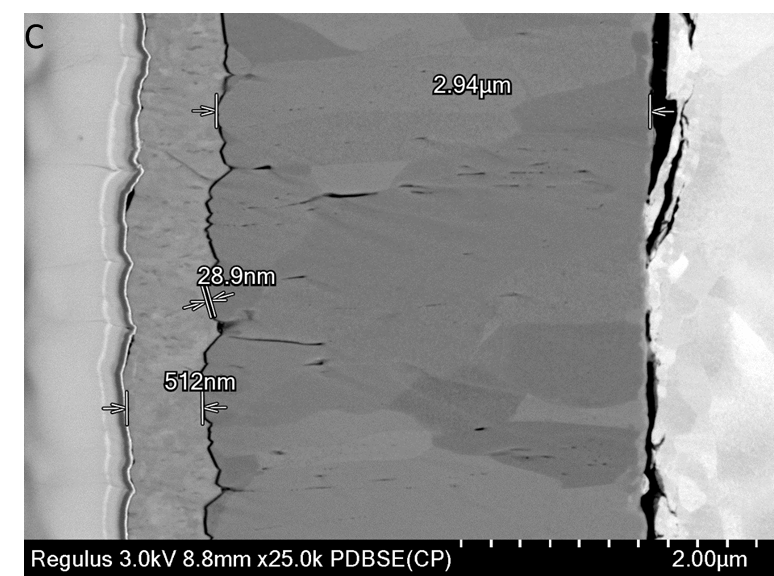 C
2.94μm
28.9nm
512nm
Regulus 3.0kV 8.8mm x25.0k PDBSE(CP)
2.00μm